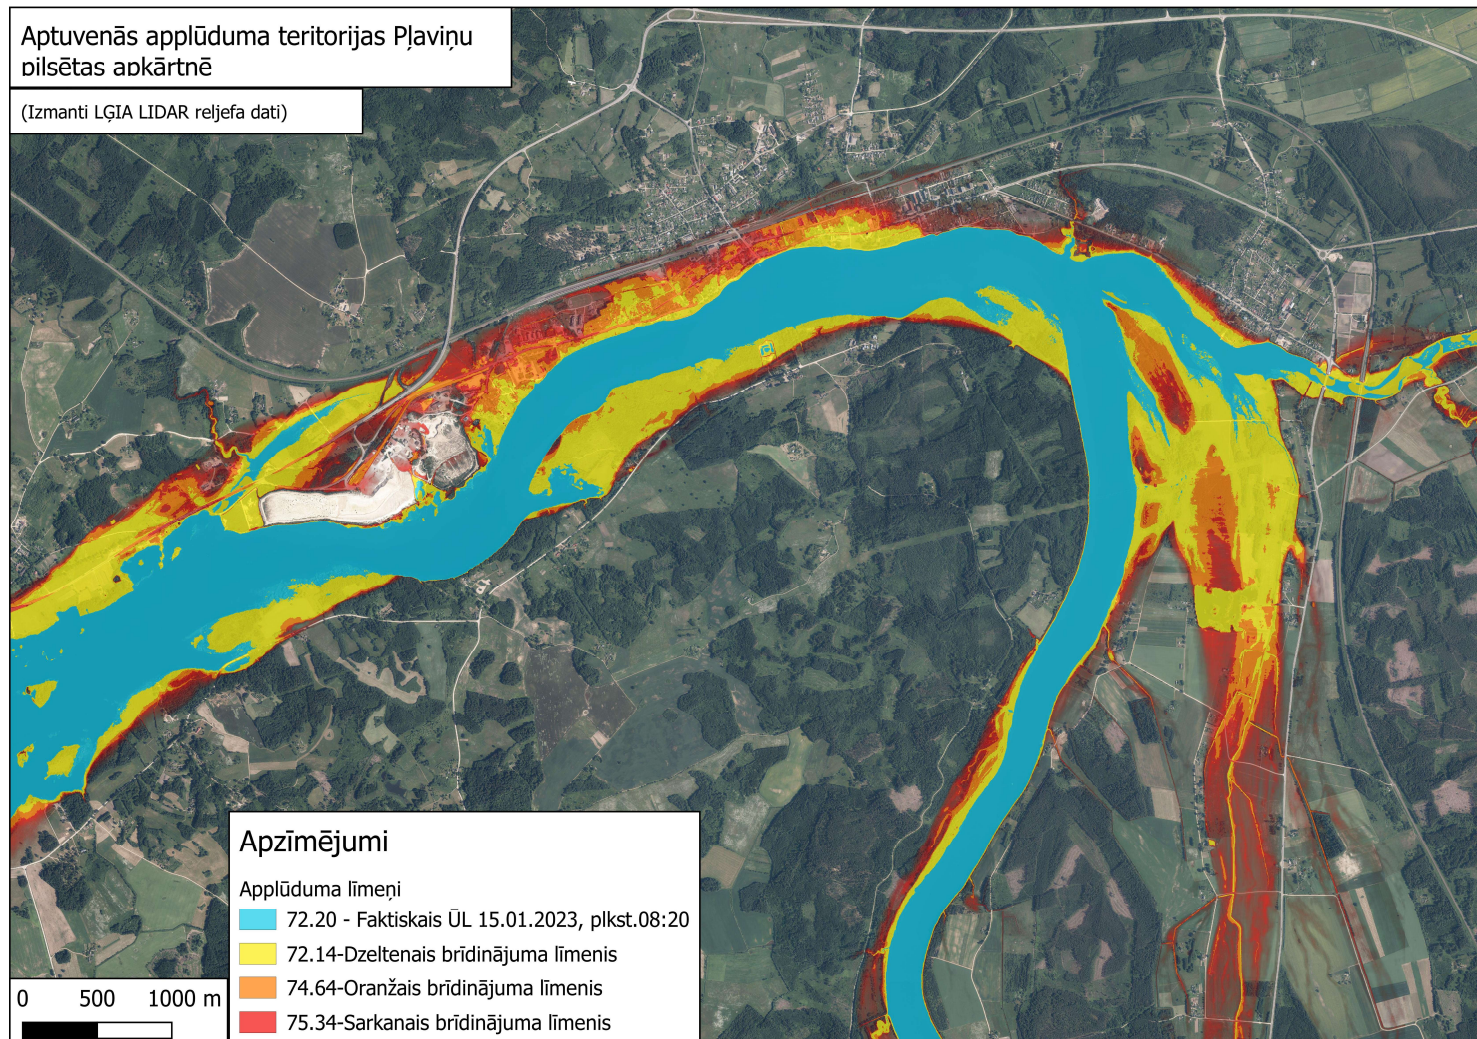 Aptuvenās applūduma teritorijas Pļaviņu
pilsētas apkārtnē
(Izmanti LĢIA LIDAR reljefa dati)
Apzīmējumi
Applūduma līmeņi
72.20 - Faktiskais ŪL 15.01.2023, plkst.08:20
72.14-Dzeltenais brīdinājuma līmenis
74.64-Oranžais brīdinājuma līmenis
75.34-Sarkanais brīdinājuma līmenis
0 500 1000 m